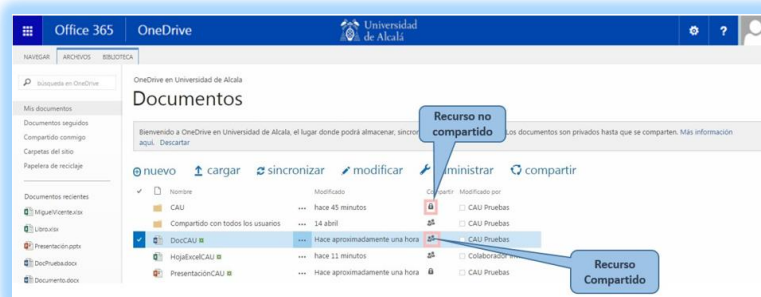 Office 365
OneDrive
Universidad
de Alcalá
?
NAVEGAR ARCHIVOS BIBLIOTECA
búsqueda en OneDrive
Mis documentos
Documentos seguidos
Compartido conmigo
Carpetas del sitio
Papelera de reciclaje
Documentos recientes
MiguelVicente.xlsx
Libro.xlsx
Presentación.pptx
DocPrueba.docx
Documento.docx
OneDrive en Universidad de Alcala
Documentos
Recurso no
compartido
Bienvenido a OneDrive en Universidad de Alcala, el lugar donde podrá almacenar, Los documentos son privados hasta que se comparten. Más información
aquí. Descartar
nuevo cargar sincronizar modificar compartir
Nombre Modificado Compartir Modificado por
CAU ... hace 45 minutos CAU Pruebas
Compartido con todos los usuarios ... 14 abril CAU Pruebas
DocCAU ... Hace aproximadamente una hora CAU Pruebas
HojaExcelCAU ... hace 11 minutos Colaborador
PresentaciónCAU ... Hace aproximadamente una hora CAU Pruebas
Recurso
Compartido